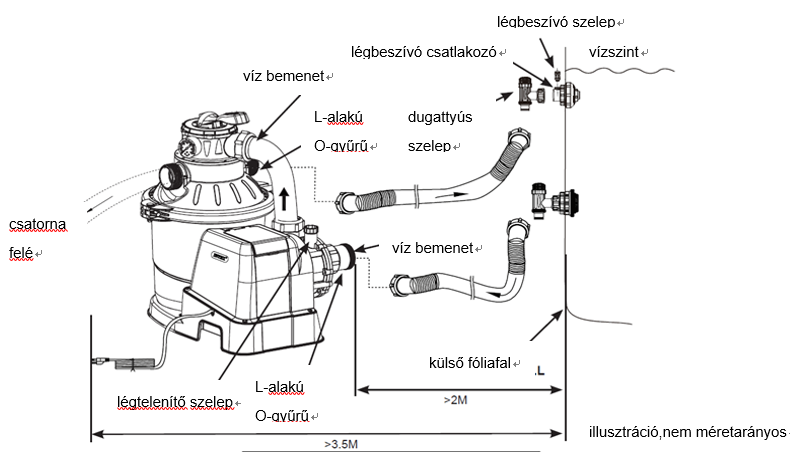 légbeszívó szelep
légbeszívó csatlakozó
vízszint
víz bemenet
L-alakú
O-gyűrű
dugattyús
szelep
csatorna
felé
víz bemenet
külső fóliafal
.L
légtelenítő szelep
L-alakú
O-gyűrű
>2M
illusztráció,nem méretarányos
>3.5M